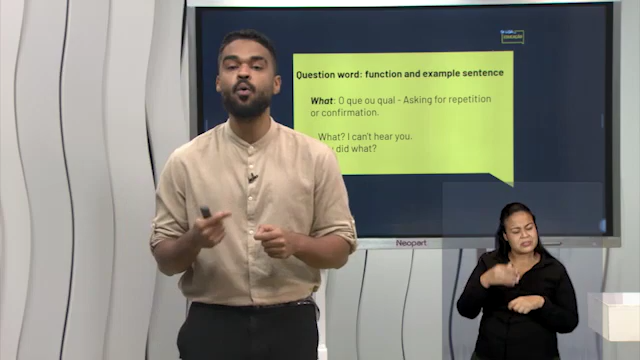 Question word: function and example sentence
What: O que ou qual - Asking for repetition
or confirmation.
What? I can't hear you.
did what?
Neopart